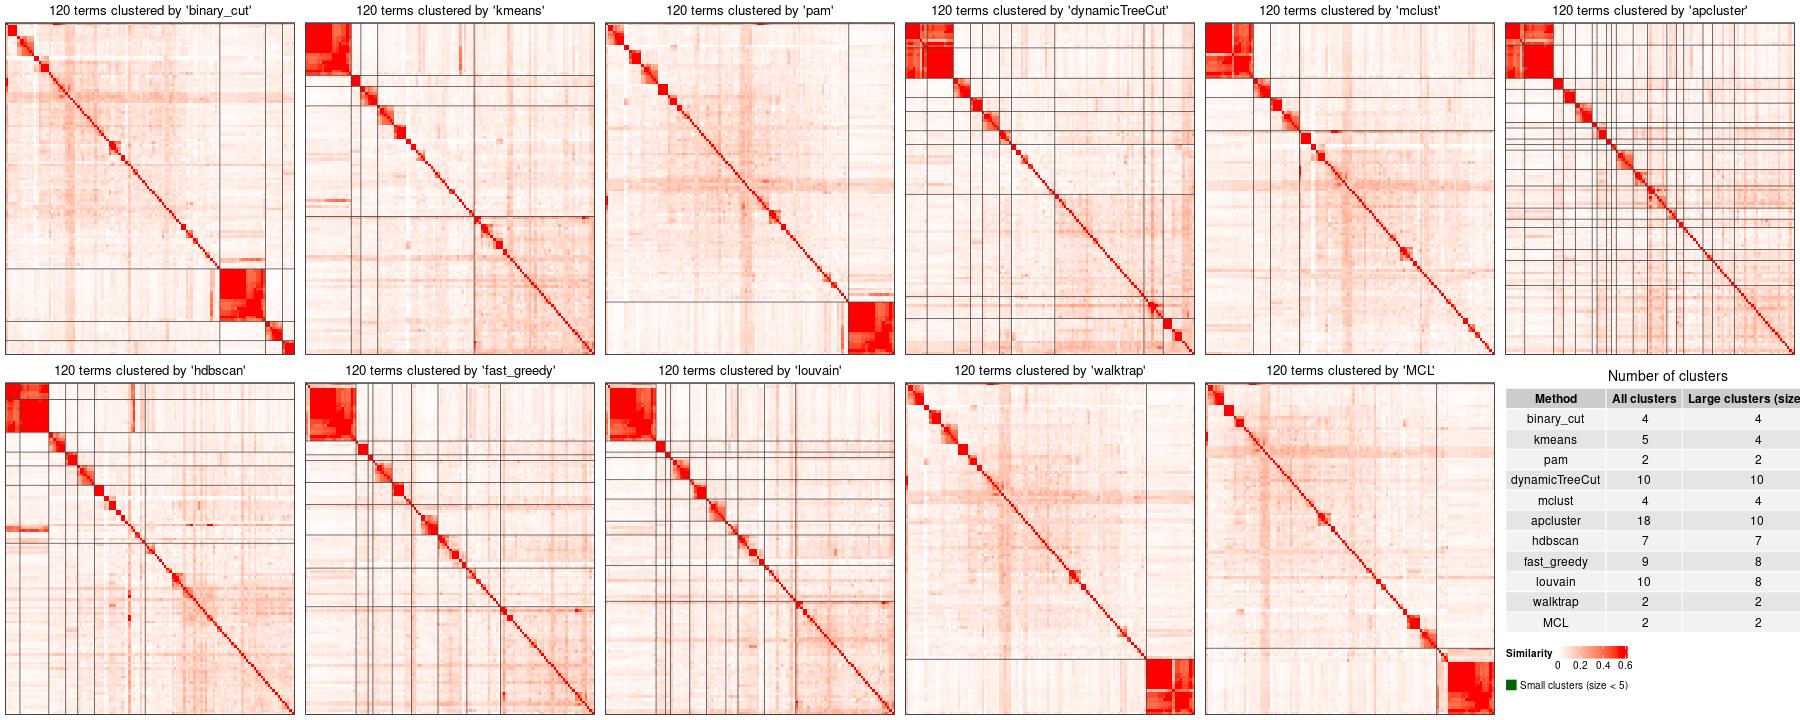 120 terms clustered by 'binary_cut'
120 terms clustered by 'kmeans'
120 terms clustered by 'pam'
120 terms clustered by 'dynamicTreeCut'
120 terms clustered by 'mclust'
120 terms clustered by 'apcluster'
120 terms clustered by 'hdbscan'
120 terms clustered by 'fast_greedy'
120 terms clustered by 'louvain'
120 terms clustered by 'walktrap'
120 terms clustered by 'MCL'
Number of clusters
Method All clusters Large clusters (size
binary_cut 4 4
kmeans 5 4
pam 2 2
dynamicTreeCut 10 10
mclust 4 4
apcluster 18 10
hdbscan 7 7
fast_greedy 9 8
louvain 10 8
walktrap 2 2
MCL 2 2
Similarity
0 0.2 0.4 0.6
Small clusters (size < 5)